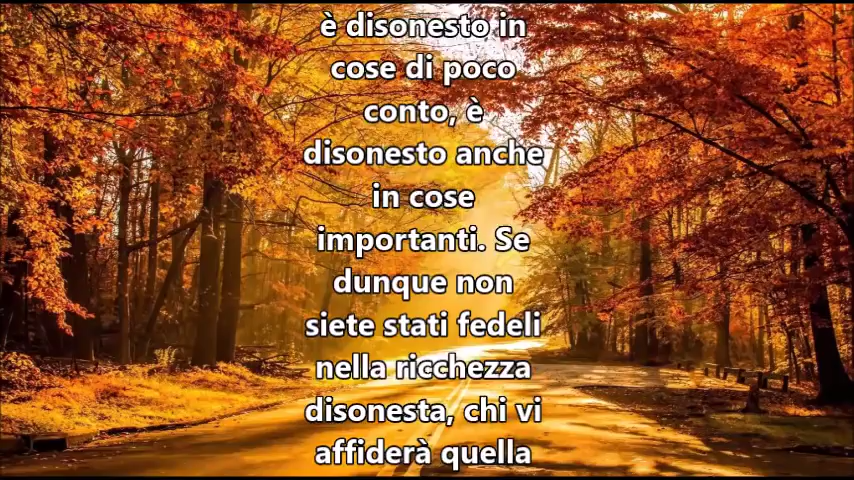 è disonesto in
cose di poco
conto, è
disonesto anche
in cose
importanti. Se
dunque non
siete stati fedeli
nella ricchezza
disonesta, chi vi
affiderà quella